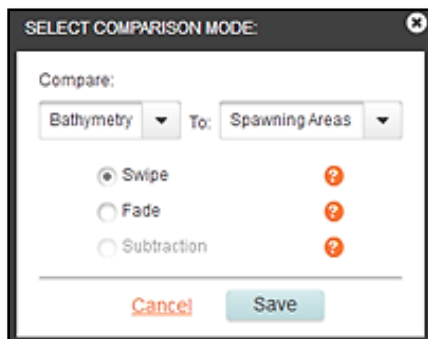 SELECT COMPARISON MODE:
Compare:
Bathymetry To: Spawning Areas
Swipe ?
Fade ?
Subtraction ?
Cancel Save